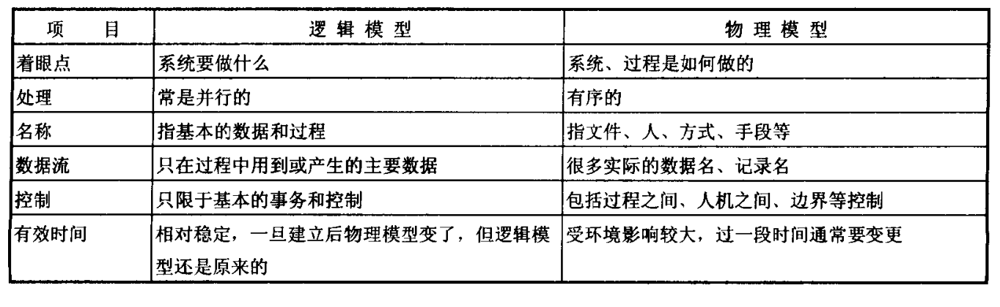 项 目 逻辑模型 物理模型
着眼点 系统要做什么 系统、过程是如何做的
处理 常是并行的 有序的
名称 指基本的数据和过程 指文件、人、方式、手段等
数据流 只在过程中用到或产生的主要数据 很多实际的数据名、记录名
控制 只限于基本的事务和控制 包括过程之间、人机之间、边界等控制
有效时间 相对稳定，一旦建立后物理模型变了，但逻辑模 受环境影响较大，过一段时间通常要变更
型还是原来的